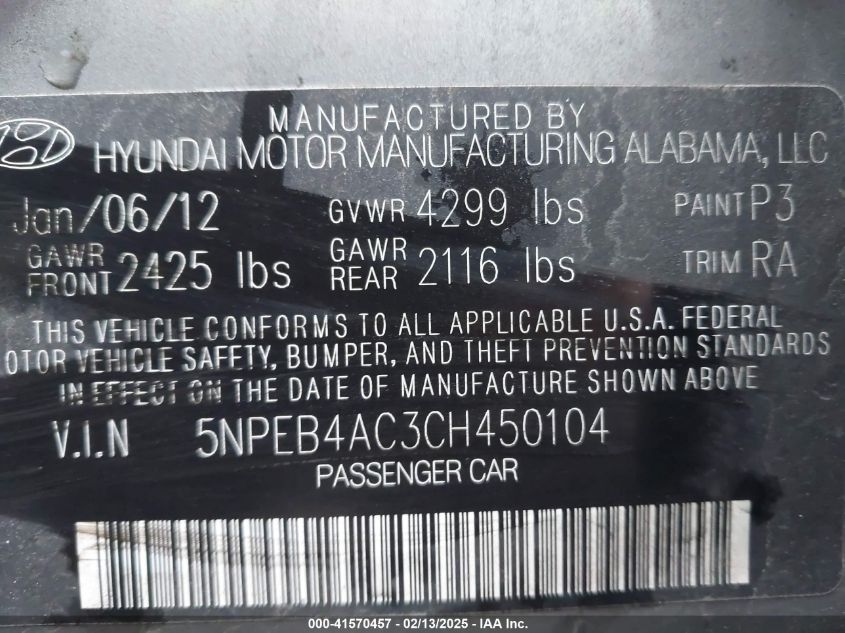 MANUFACTURED BY
HYUNDAI MOTOR MANUFACTURING ALABAMA, LLC
Jan/06/12 GVWR 4299 lbs PAINT P3
GAWR FRONT 2425 lbs GAWR REAR 2116 lbs TRIM RA
THIS VEHICLE CONFORMS TO ALL APPLICABLE U.S.A. FEDERAL
OTOR VEHICLE SAFETY, BUMPER, AND THEFT PREVENTION STANDARDS
IN EFFECT ON THE DATE OF MANUFACTURE SHOWN ABOVE
V.I.N 5NPEB4AC3CH450104
PASSENGER CAR
000-41570457 - 02/13/2025 - IAA Inc.